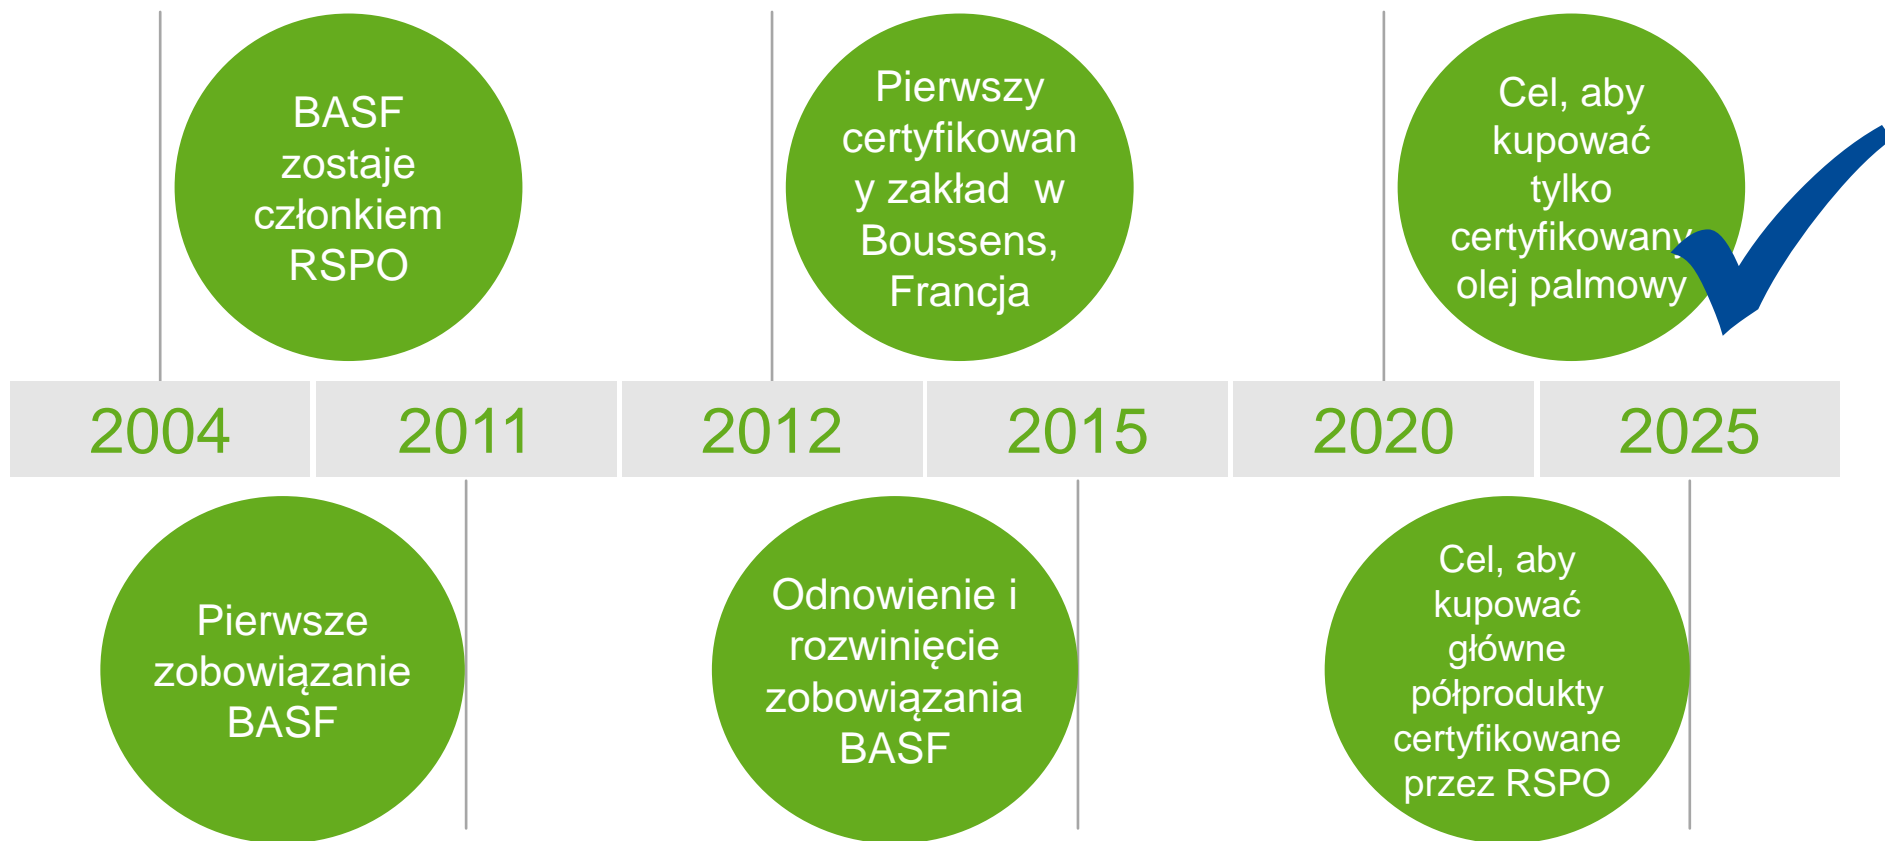 BASF
zostaje
członkiem
RSPO
Pierwszy
certyfikowan
y zakład w
Boussens,
Francja
Cel, aby
kupować
tylko
certyfikowany
olej palmowy
2004
2011
2012
2015
2020
2025
Pierwsze
zobowiązanie
BASF
Odnowienie i
rozwinięcie
zobowiązania
BASF
Cel, aby
kupować
główne
półprodukty
certyfikowane
przez RSPO